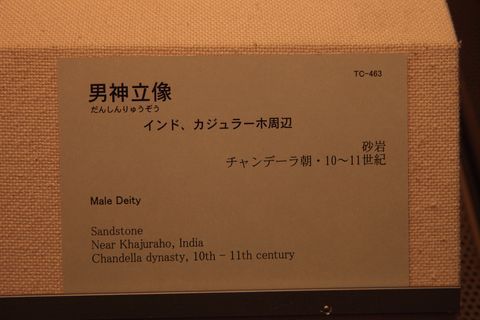 TC-463
男神立像
だんしんりゅうぞう
インド、カジュラーホ周辺
砂岩
チャンデーラ朝・10～11世紀
Male Deity
Sandstone
Near Khajuraho, India
Chandella dynasty, 10th - 11th century